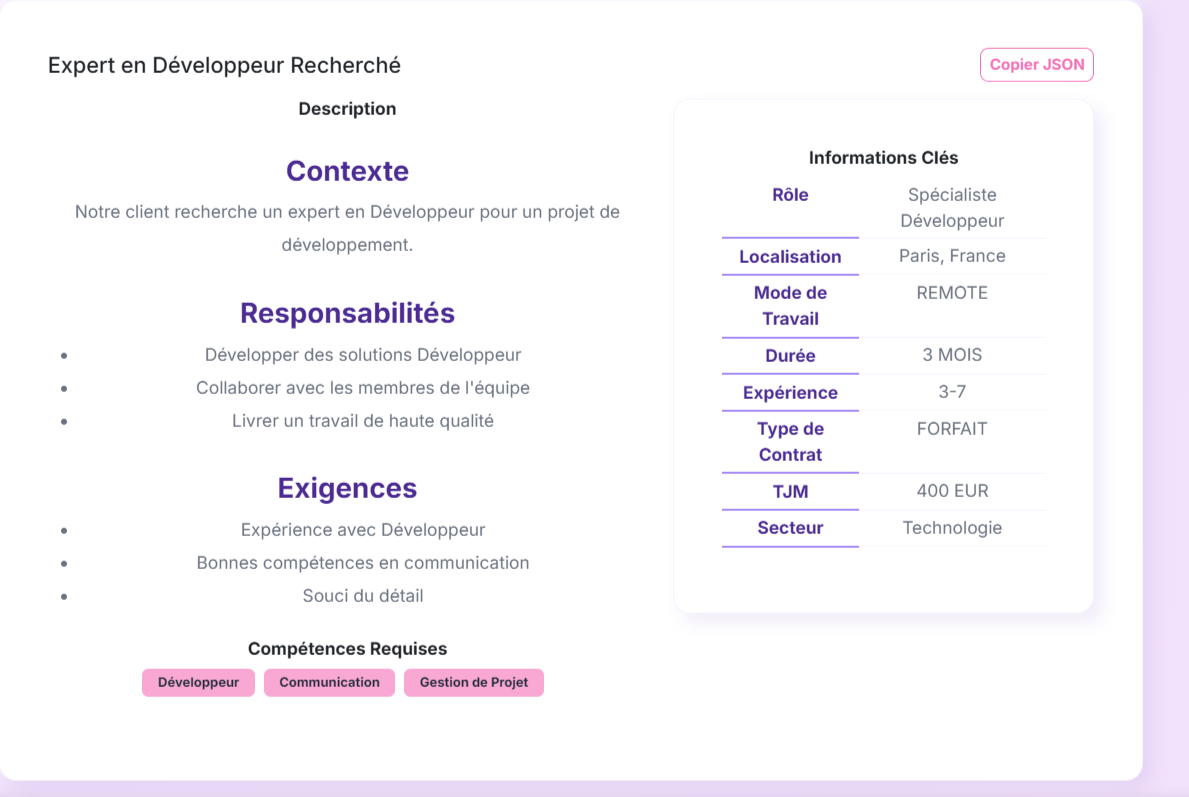 Expert en Développeur Recherché
Copier JSON
Description
Contexte
Notre client recherche un expert en Développeur pour un projet de
développement.
Responsabilités
Développer des solutions Développeur
Collaborer avec les membres de l'équipe
Livrer un travail de haute qualité
Exigences
Expérience avec Développeur
Bonnes compétences en communication
Souci du détail
Compétences Requises
Développeur Communication Gestion de Projet
Informations Clés
Rôle Spécialiste
Développeur
Localisation Paris, France
Mode de REMOTE
Travail
Durée 3 MOIS
Expérience 3-7
Type de FORFAIT
Contrat
TJM 400 EUR
Secteur Technologie